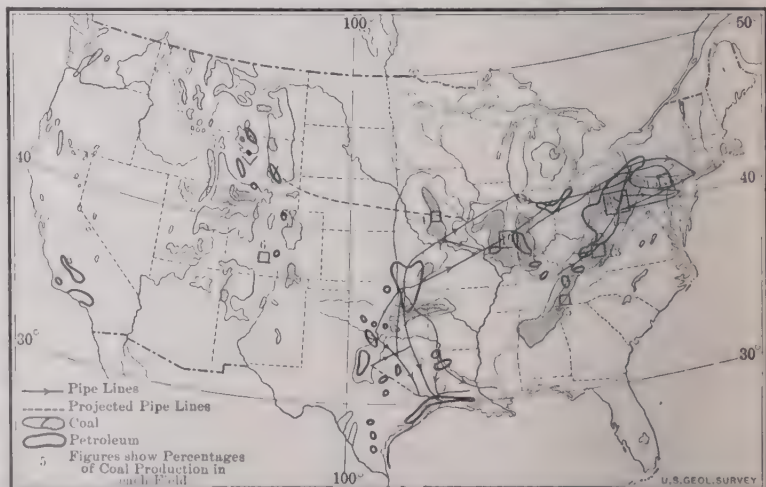 100
50°
40
40
30°
30°
Pipe Lines
Projected Pipe Lines
Coal
Petroleum
Figures show Percentages
of Coal Production in
each Field
100°
U.S.GEOL.SURVEY